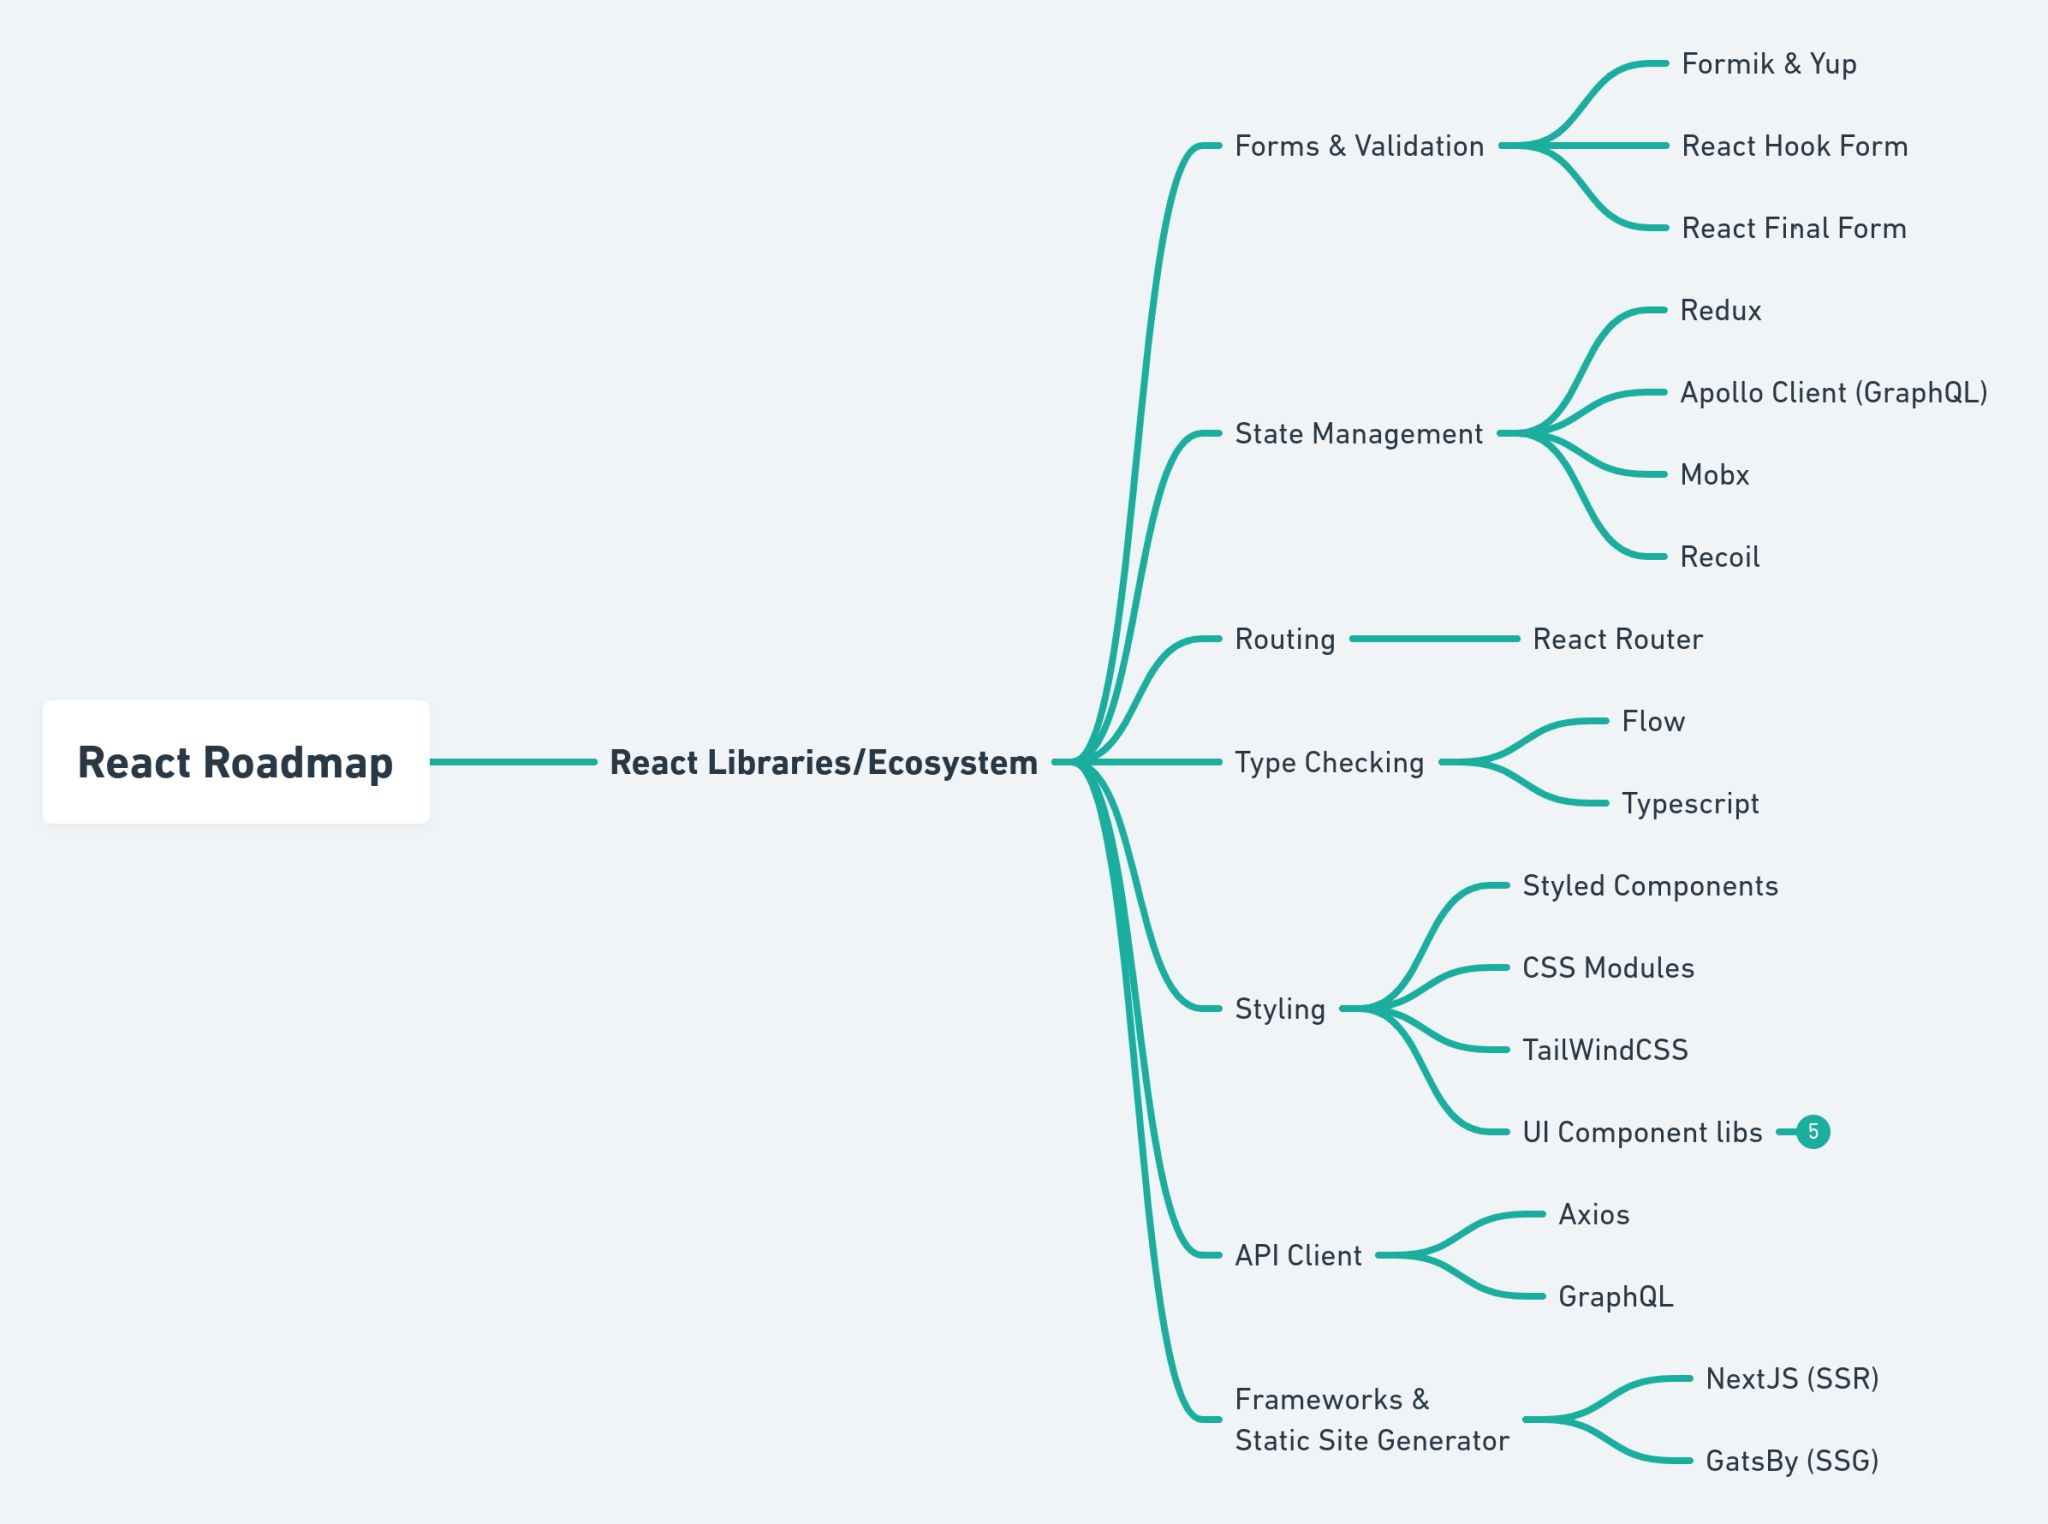 React Roadmap
React Libraries/Ecosystem
Forms & Validation
Formik & Yup
React Hook Form
React Final Form
State Management
Redux
Apollo Client (GraphQL)
Mobx
Recoil
Routing
React Router
Type Checking
Flow
Typescript
Styling
Styled Components
CSS Modules
TailWindCSS
UI Component libs
5
API Client
Axios
GraphQL
Frameworks &
Static Site Generator
NextJS (SSR)
GatsBy (SSG)